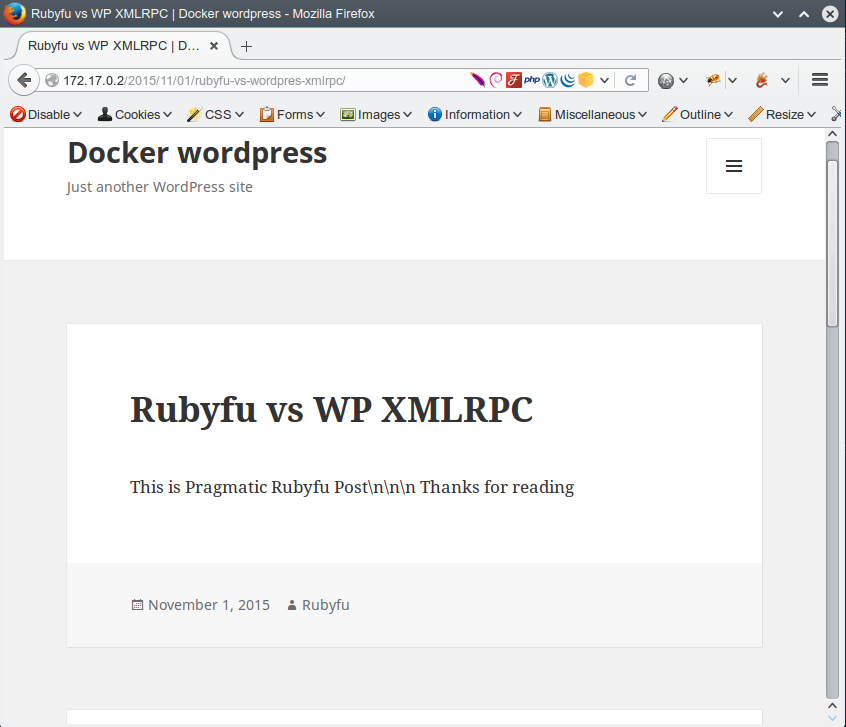 Rubyfu vs WP XMLRPC | Docker wordpress - Mozilla Firefox
Rubyfu vs WP XMLRPC | D...
172.17.0.2/2015/11/01/rubyfu-vs-wordpres-xmlrpc/
php
Disable Cookies CSS Forms Images Information Miscellaneous Outline Resize
Docker wordpress
Just another WordPress site
Rubyfu vs WP XMLRPC
This is Pragmatic Rubyfu Post\n\n\n Thanks for reading
November 1, 2015 Rubyfu